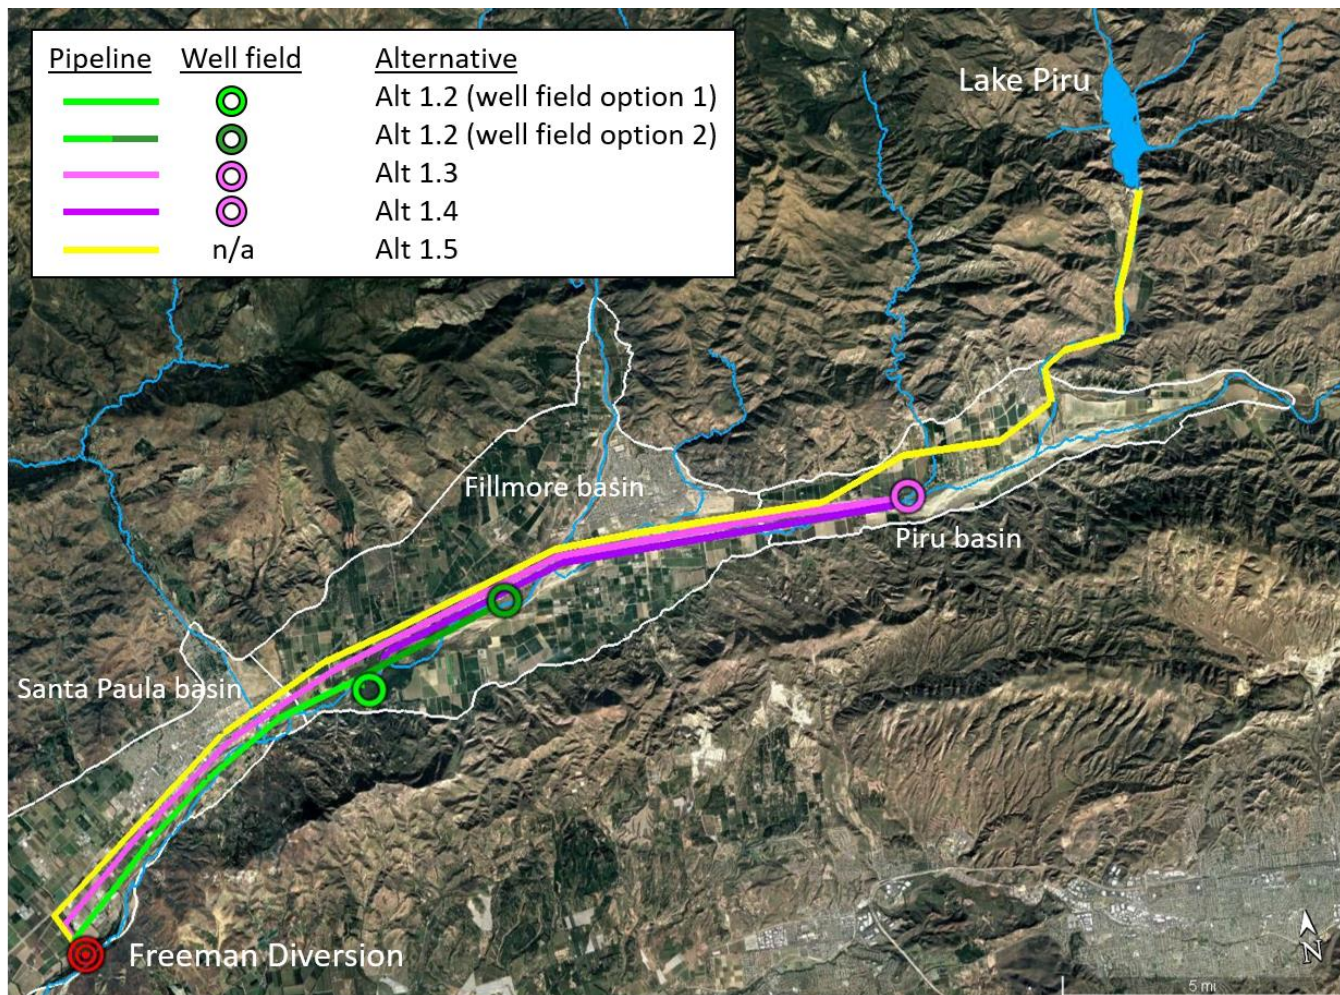 Pipeline Well field Alternative
Alt 1.2 (well field option 1)
Alt 1.2 (well field option 2)
Alt 1.3
Alt 1.4
n/a Alt 1.5
Lake Piru
Fillmore basin
Piru basin
Santa Paula basin
Freeman Diversion
N
5 mi